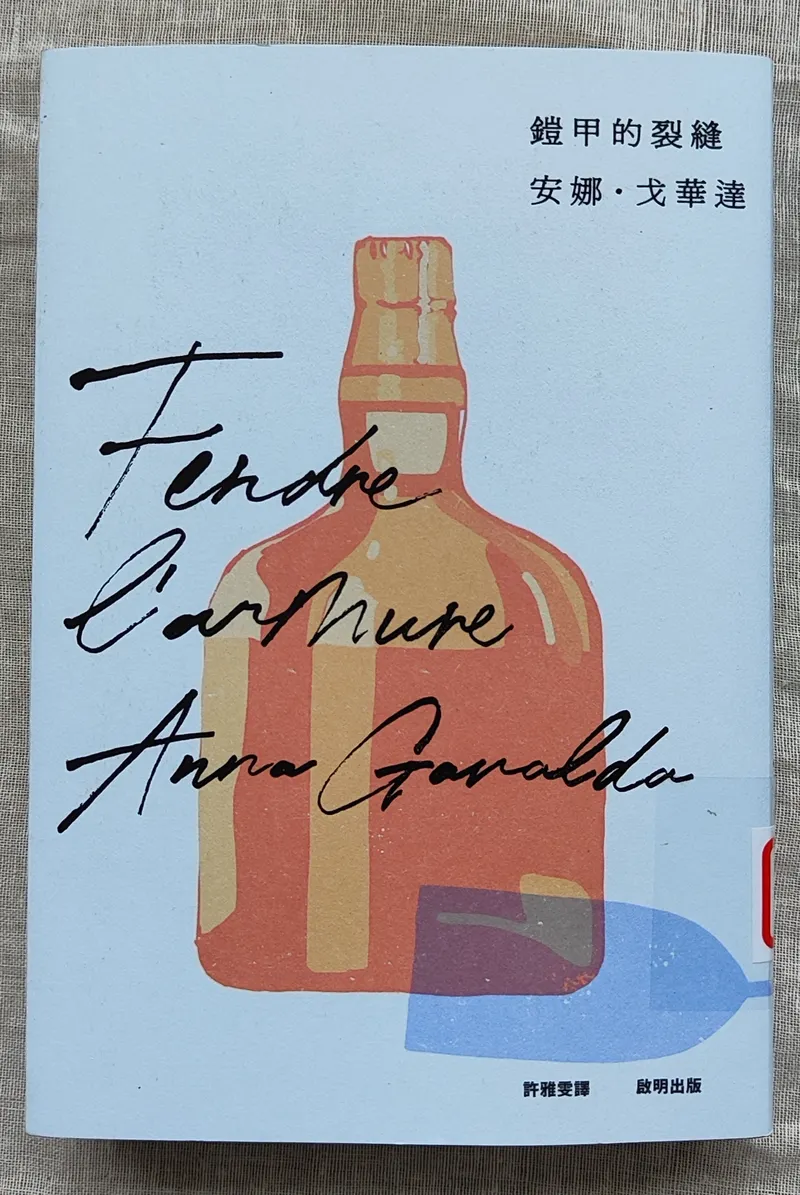 鎧甲的裂縫
安娜·戈華達
Fendre
l'armure
Anna Gavalda
許雅雯譯 啟明出版